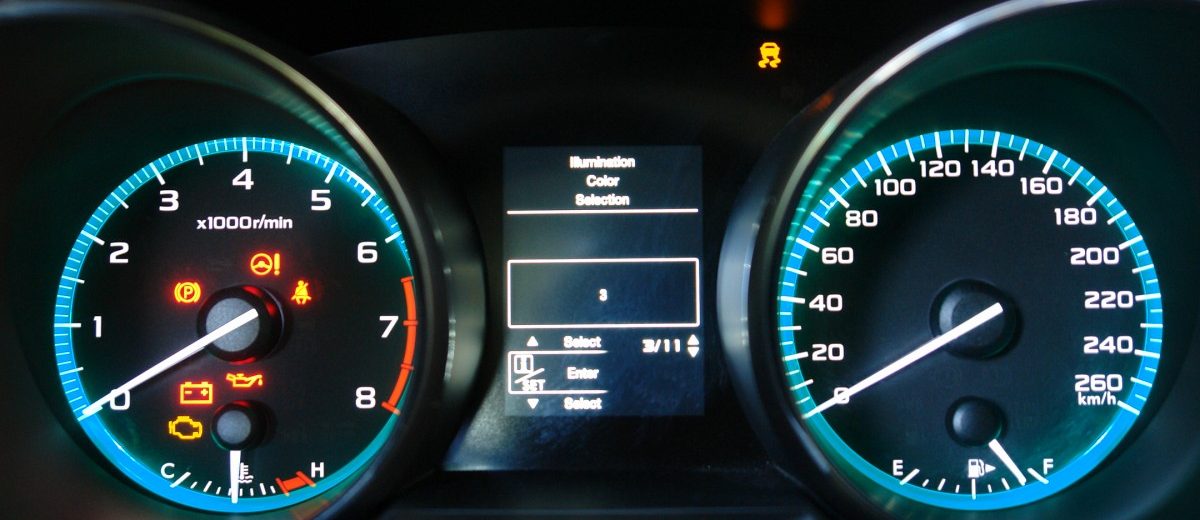 0
1
2
3
4
5
6
7
8
x1000r/min
P
C
H
Illumination
Color
Selection
3
▲ Select
3/11
i/SET Enter
▼ Select
0
20
40
60
80
100
120
140
160
180
200
220
240
260
km/h
E
F